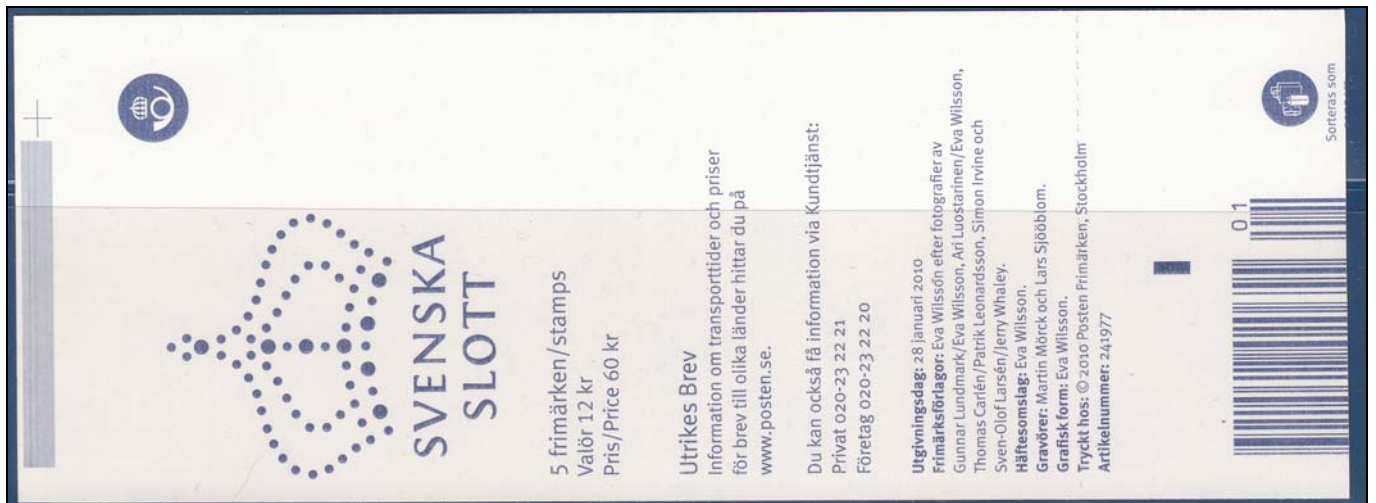 SVENSKA
SLOTT
5 frimärken/stamps
Valör 12 kr
Pris/Price 60 kr
Utrikes Brev
Information om transporttider och priser
för brev till olika länder hittar du på
www.posten.se.
Du kan också få information via Kundtjänst:
Privat 020-23 22 21
Företag 020-23 22 20
Utgivningsdag: 28 januari 2010
Frimärksförlagor: Eva Wilsson efter fotografier av
Gunnar Lundmark/Eva Wilsson, Ari Luostarinen/Eva Wilsson,
Thomas Carlén/Patrik Leonardsson, Simon Irvine och
Sven-Olof Larsén/Jerry Whaley.
Häftesomslag: Eva Wilsson.
Gravörer: Martin Mörck och Lars Sjööblom.
Grafisk form: Eva Wilsson.
Tryckt hos: © 2010 Posten Frimärken, Stockholm
Artikelnummer: 241977
01
Sorteras som